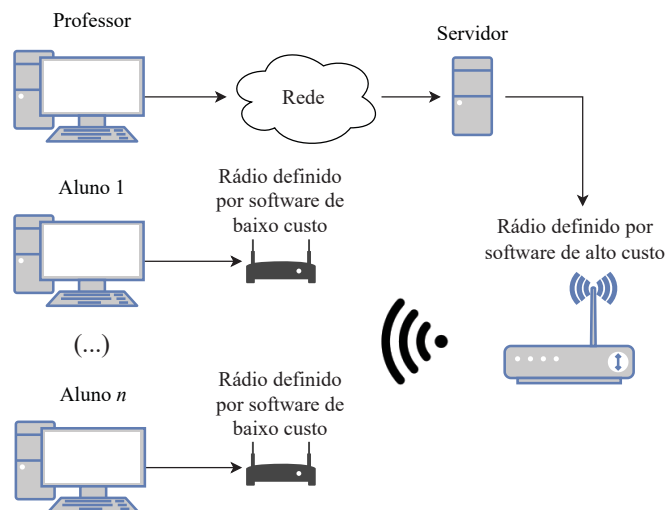 Professor
Servidor
Rede
Aluno 1
Rádio definido
por software de
baixo custo
Rádio definido por
software de alto custo
(...)
Aluno n
Rádio definido
por software de
baixo custo